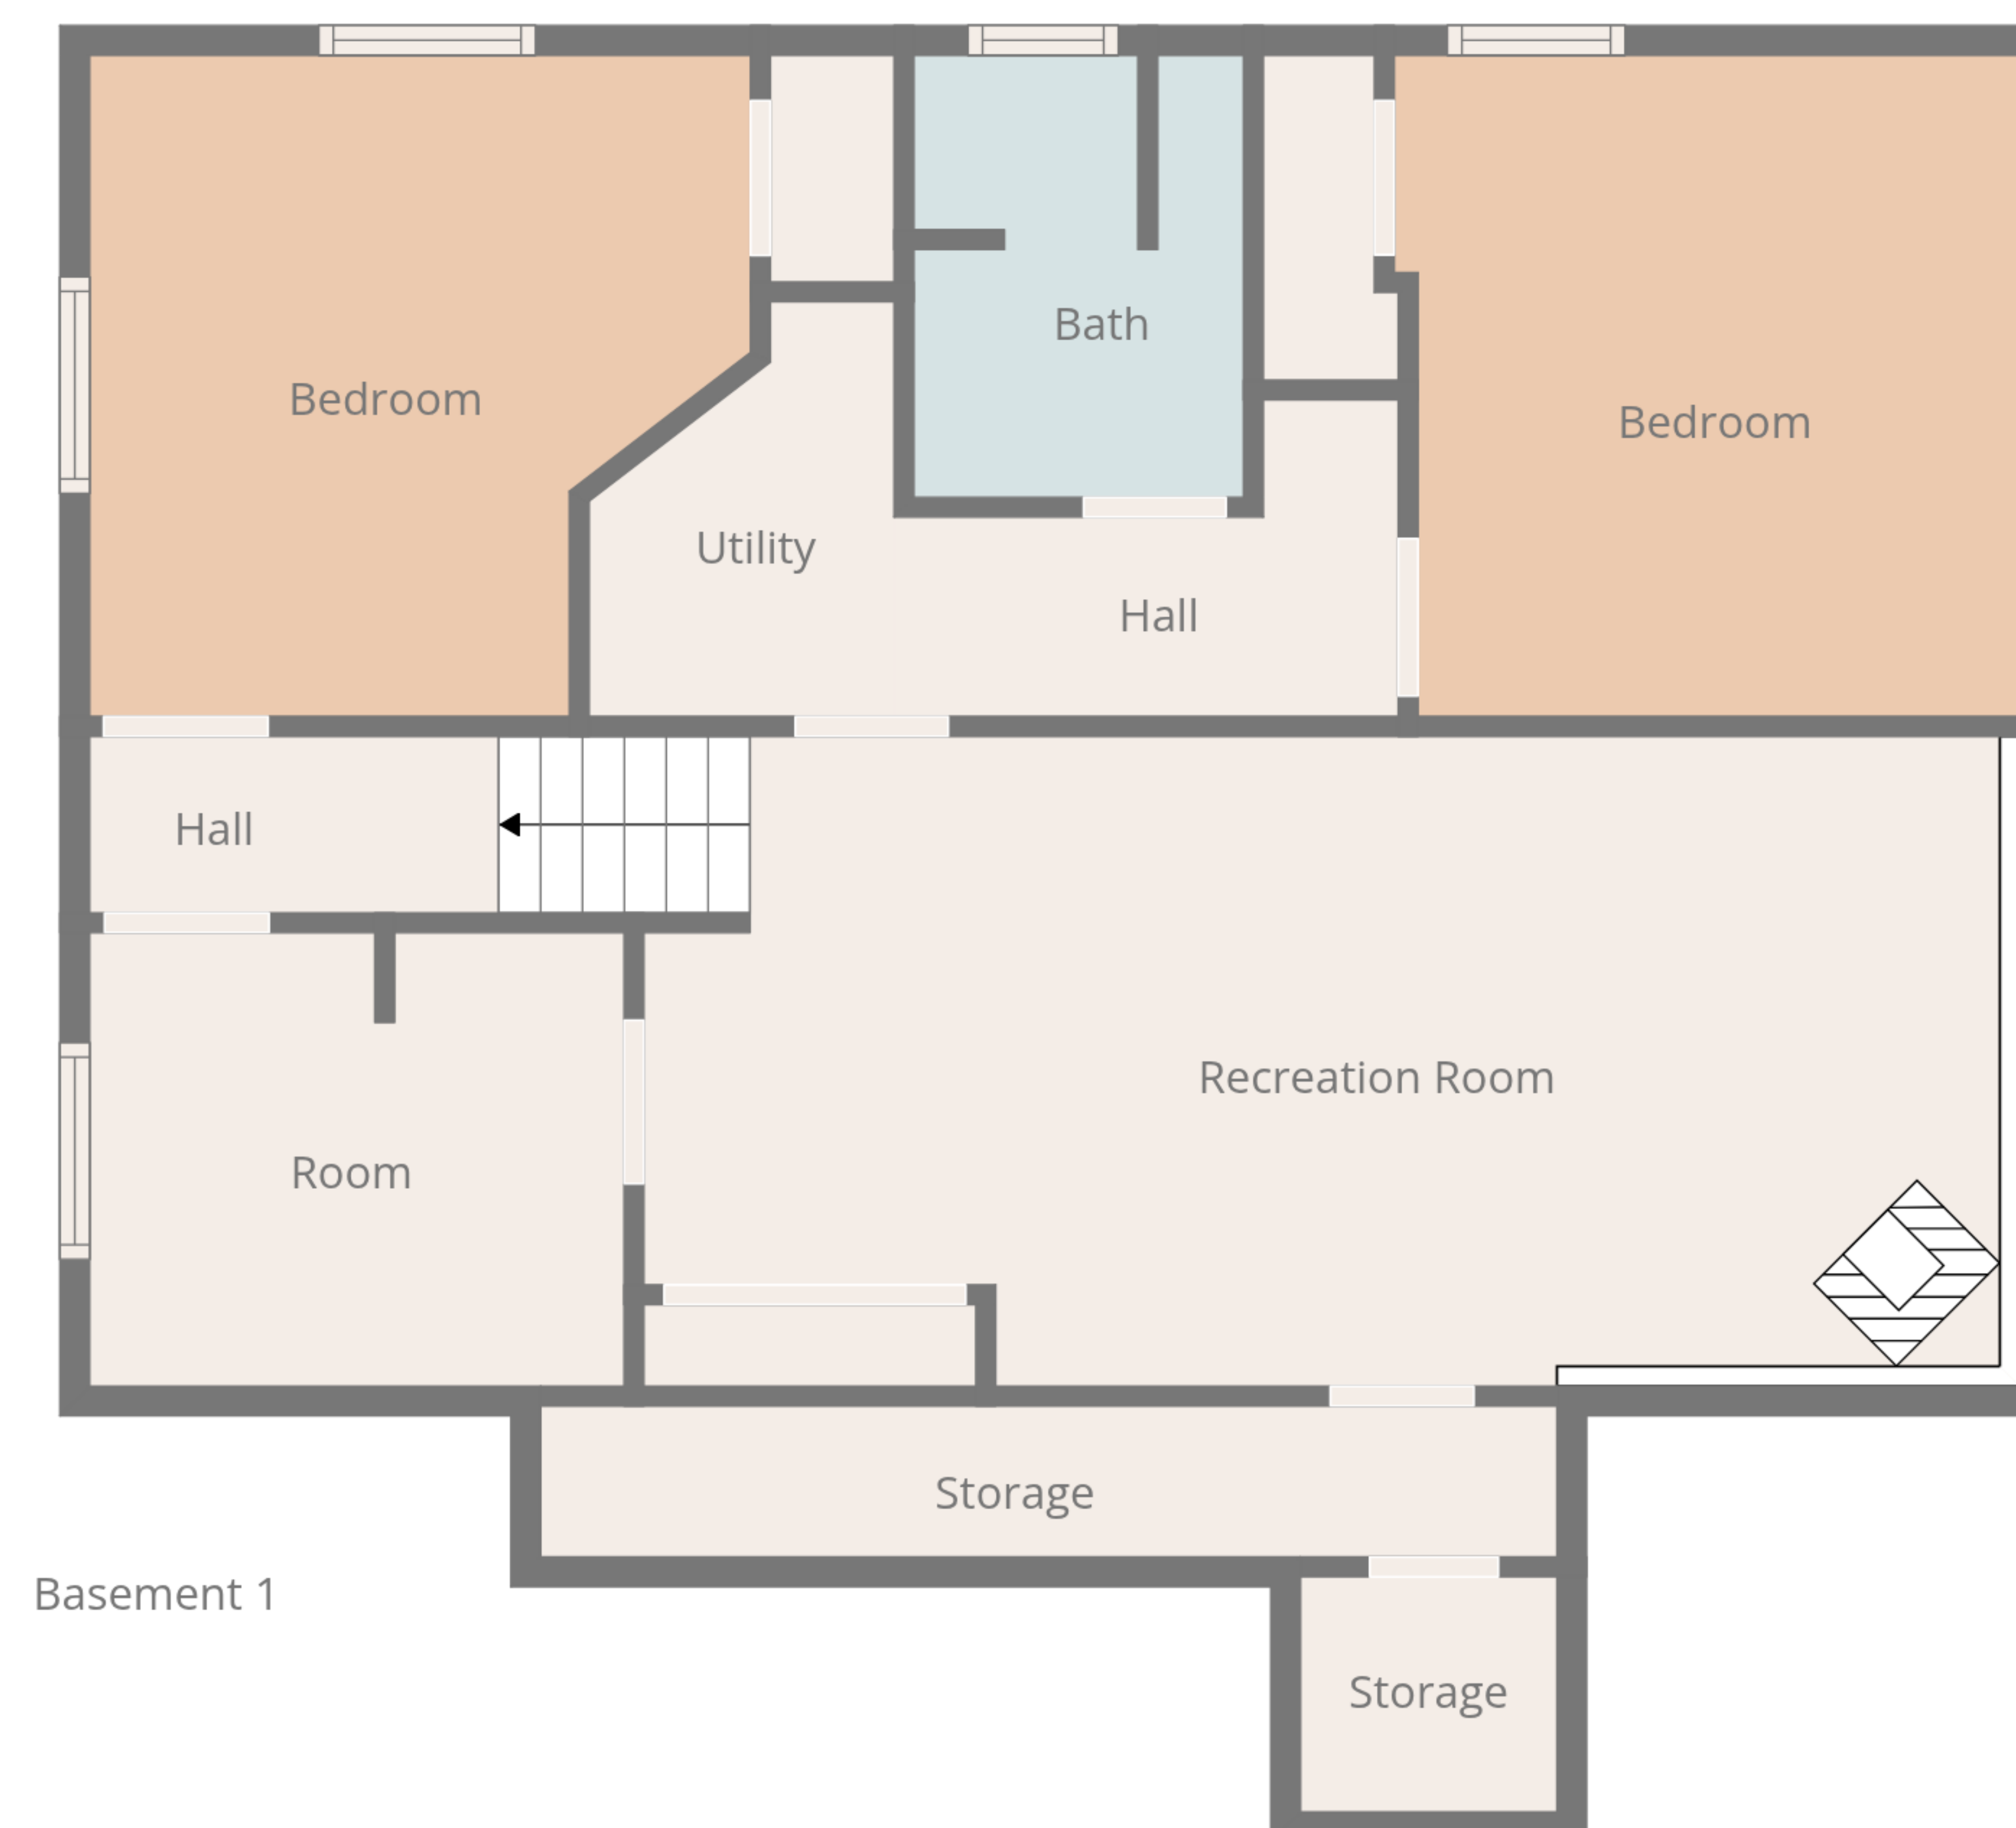 Bath
Bedroom
Bedroom
Utility
Hall
Hall
Recreation Room
Room
Storage
Basement 1
Storage